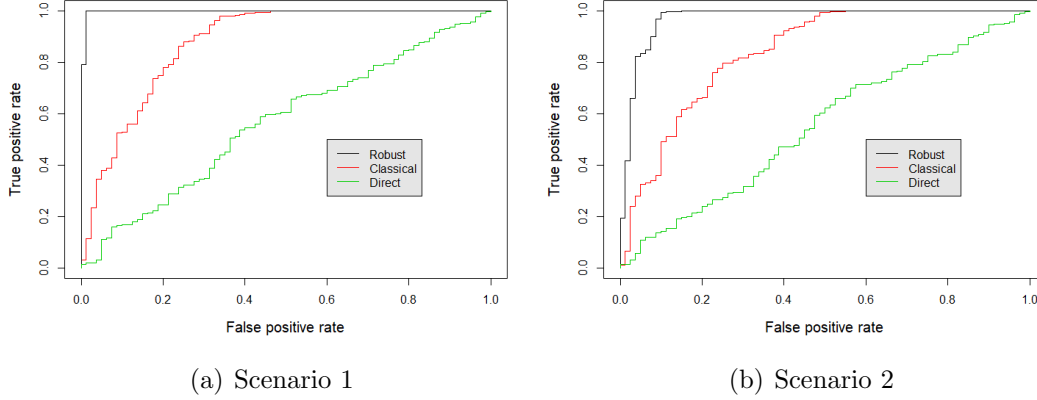 True positive rate
1.0
0.8
0.6
0.4
0.2
0.0
Robust
Classical
Direct
0.0 0.2 0.4 0.6 0.8 1.0
False positive rate
(a) Scenario 1
True positive rate
1.0
0.8
0.6
0.4
0.2
0.0
Robust
Classical
Direct
0.0 0.2 0.4 0.6 0.8 1.0
False positive rate
(b) Scenario 2